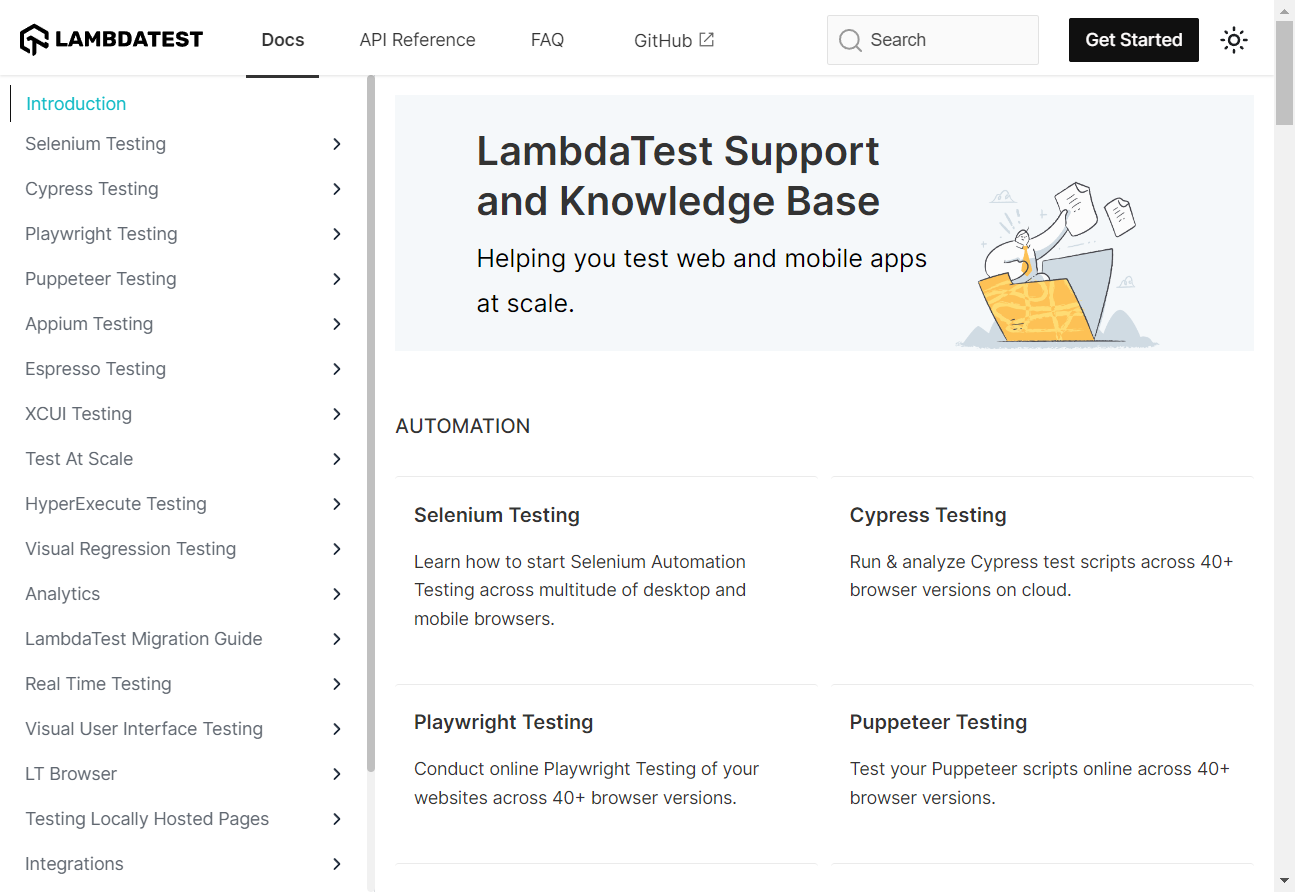 LAMBDATEST
Docs
API Reference
FAQ
GitHub
Search
Get Started
Introduction
Selenium Testing
Cypress Testing
Playwright Testing
Puppeteer Testing
Appium Testing
Espresso Testing
XCUI Testing
Test At Scale
HyperExecute Testing
Visual Regression Testing
Analytics
LambdaTest Migration Guide
Real Time Testing
Visual User Interface Testing
LT Browser
Testing Locally Hosted Pages
Integrations
LambdaTest Support
and Knowledge Base
Helping you test web and mobile apps
at scale.
AUTOMATION
Selenium Testing
Learn how to start Selenium Automation
Testing across multitude of desktop and
mobile browsers.
Cypress Testing
Run & analyze Cypress test scripts across 40+
browser versions on cloud.
Playwright Testing
Conduct online Playwright Testing of your
websites across 40+ browser versions.
Puppeteer Testing
Test your Puppeteer scripts online across 40+
browser versions.